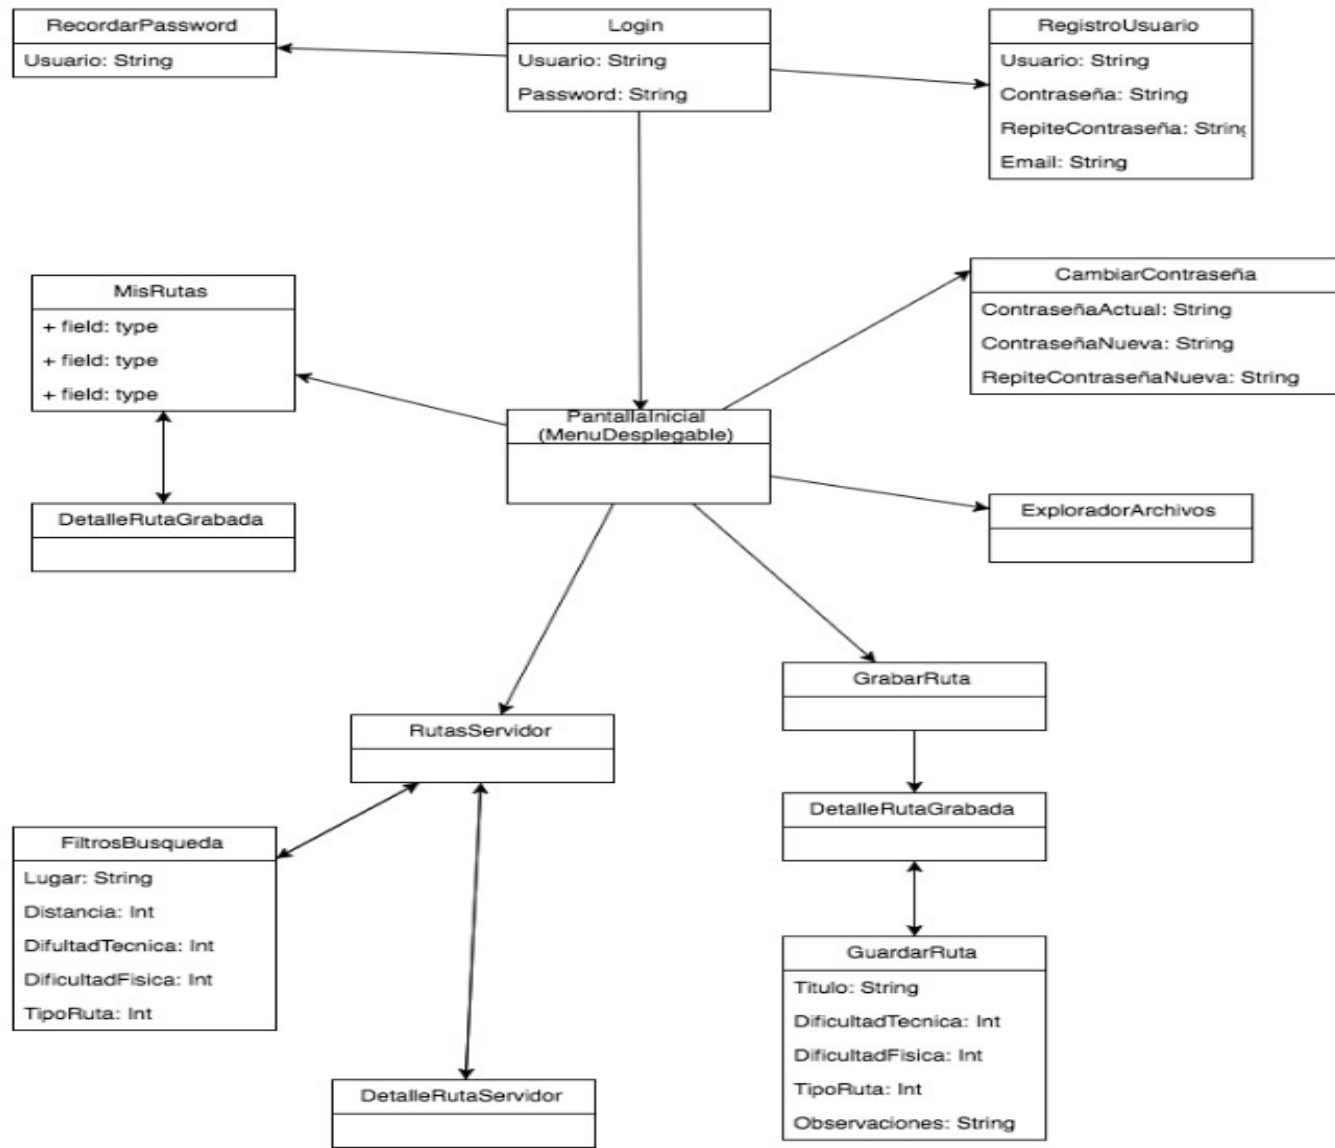 RecordarPassword
Usuario: String
Login
Usuario: String
Password: String
RegistroUsuario
Usuario: String
Contraseña: String
RepiteContraseña: String
Email: String
MisRutas
+ field: type
+ field: type
+ field: type
CambiarContraseña
ContraseñaActual: String
ContraseñaNueva: String
RepiteContraseñaNueva: String
PantallaInicial
(MenuDesplegable)
DetalleRutaGrabada
ExploradorArchivos
GrabarRuta
RutasServidor
DetalleRutaGrabada
FiltrosBusqueda
Lugar: String
Distancia: Int
DifultadTecnica: Int
DificultadFisica: Int
TipoRuta: Int
GuardarRuta
Titulo: String
DificultadTecnica: Int
DificultadFisica: Int
TipoRuta: Int
Observaciones: String
DetalleRutaServidor